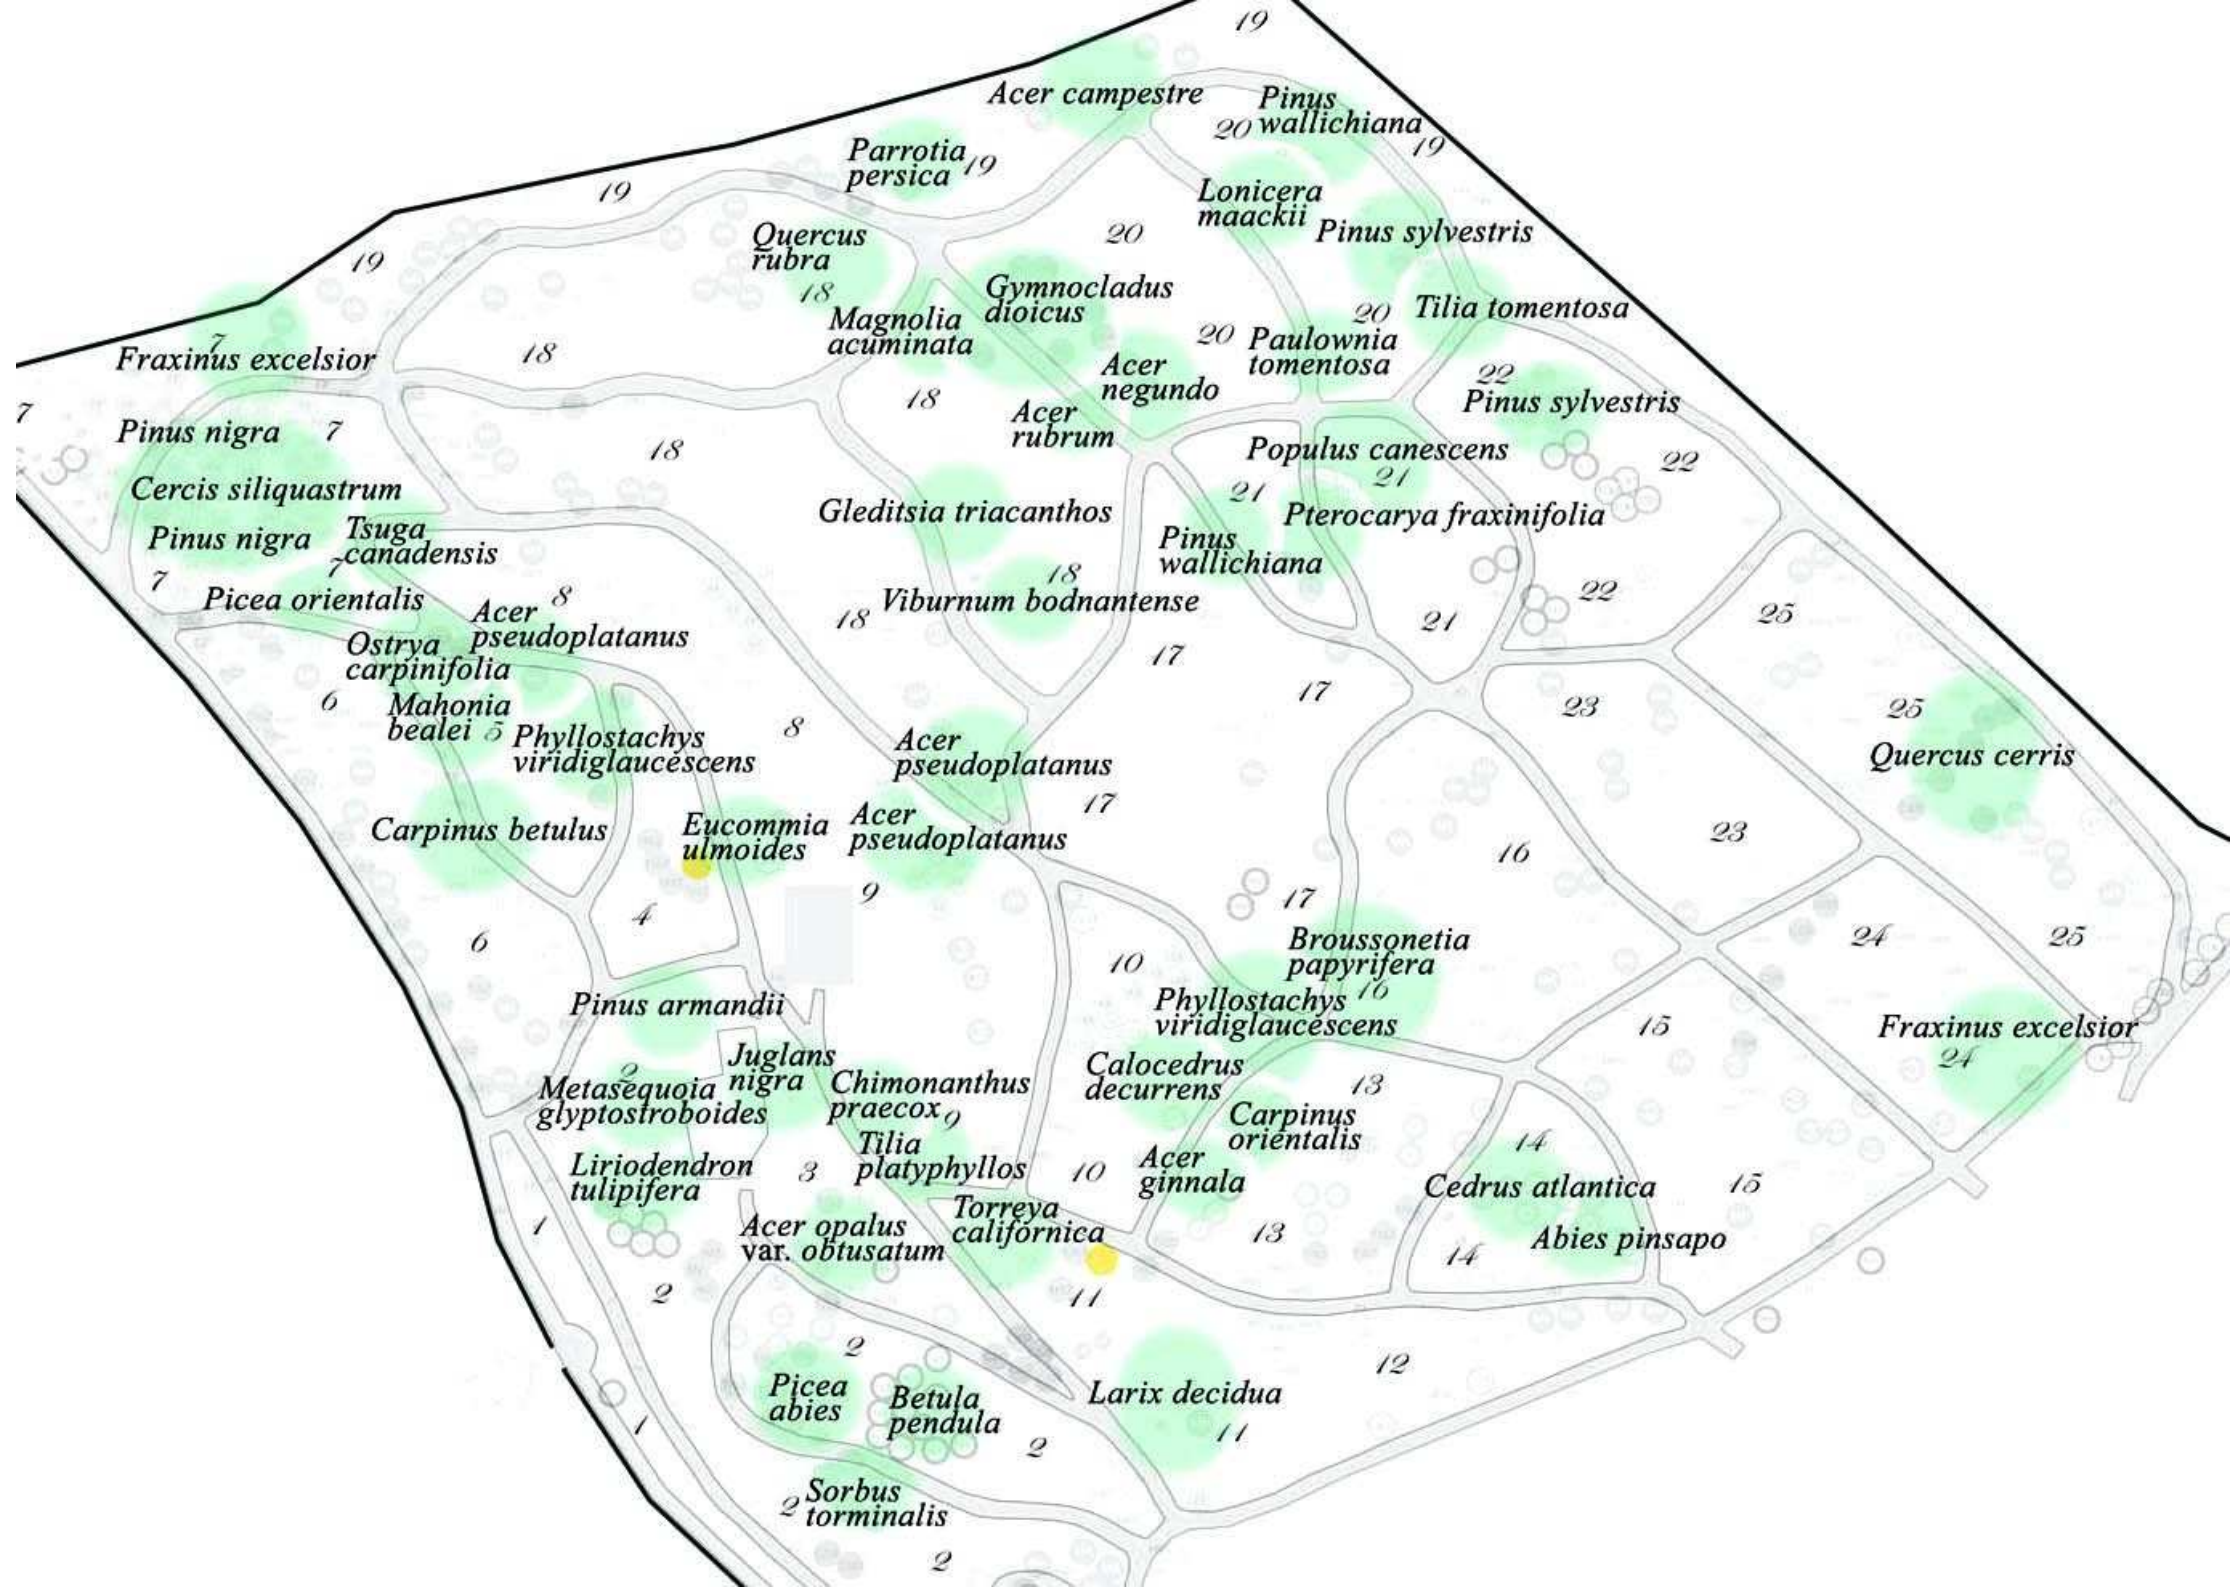 19
Acer campestre
Pinus
wallichiana
20
19
Parrotia
persica
19
19
Lonicera
maackii
Pinus sylvestris
Quercus
rubra
18
20
19
Gymnocladus
dioicus
Magnolia
acuminata
20
Tilia tomentosa
20
Paulownia
tomentosa
7
Fraxinus excelsior
18
Acer
negundo
22
Pinus sylvestris
18
7
Acer
rubrum
Pinus nigra
7
18
Populus canescens
21
22
Cercis siliquastrum
21
Gleditsia triacanthos
Pterocarya fraxinifolia
Pinus nigra
Tsuga
canadensis
7
Pinus
wallichiana
7
18
Viburnum bodnantense
22
Picea orientalis
8
Acer
pseudoplatanus
18
21
25
Ostrya
carpinifolia
17
6
17
23
25
Mahonia
bealei
5
Phyllostachys
viridiglaucescens
8
Acer
pseudoplatanus
Quercus cerris
17
Carpinus betulus
Eucommia
ulmoides
Acer
pseudoplatanus
23
16
9
17
4
6
10
Broussonetia
papyrifera
24
25
16
Pinus armandii
Phyllostachys
viridiglaucescens
15
Fraxinus excelsior
24
2
Juglans
nigra
Metasequoia
glyptostroboides
Chimonanthus
praecox
9
Calocedrus
decurrens
13
Carpinus
orientalis
14
Tilia
platyphyllos
3
10
Acer
ginnala
Liriodendron
tulipifera
Cedrus atlantica
15
1
Torreya
californica
Acer opalus
var. obtusatum
13
14
Abies pinsapo
2
11
2
12
Picea
abies
Betula
pendula
Larix decidua
11
1
2
Sorbus
torminalis
2
2